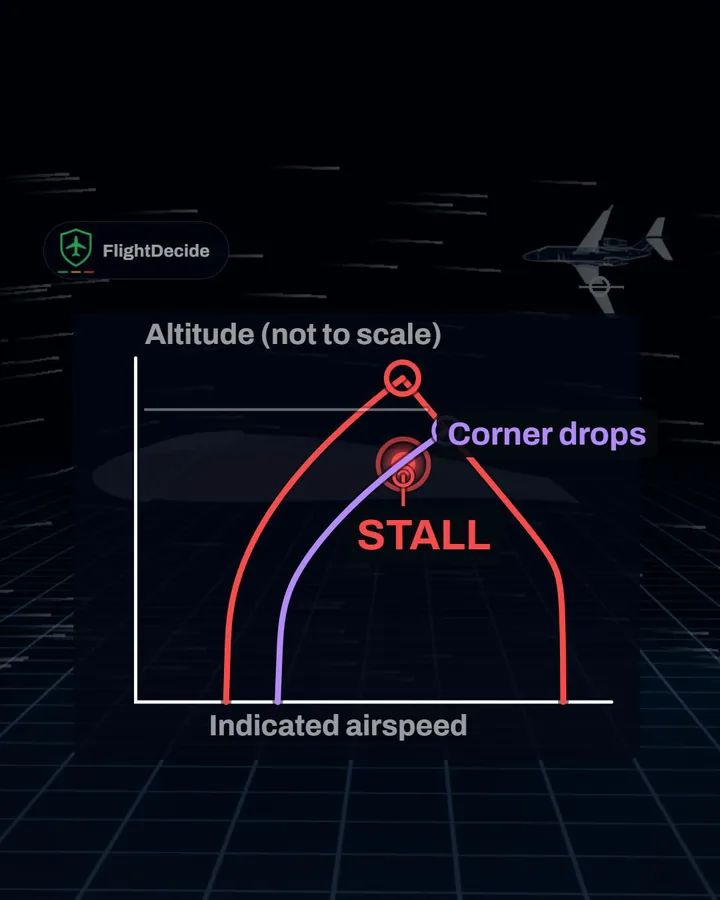 FlightDecide
Altitude (not to scale)
Corner drops
STALL
Indicated airspeed